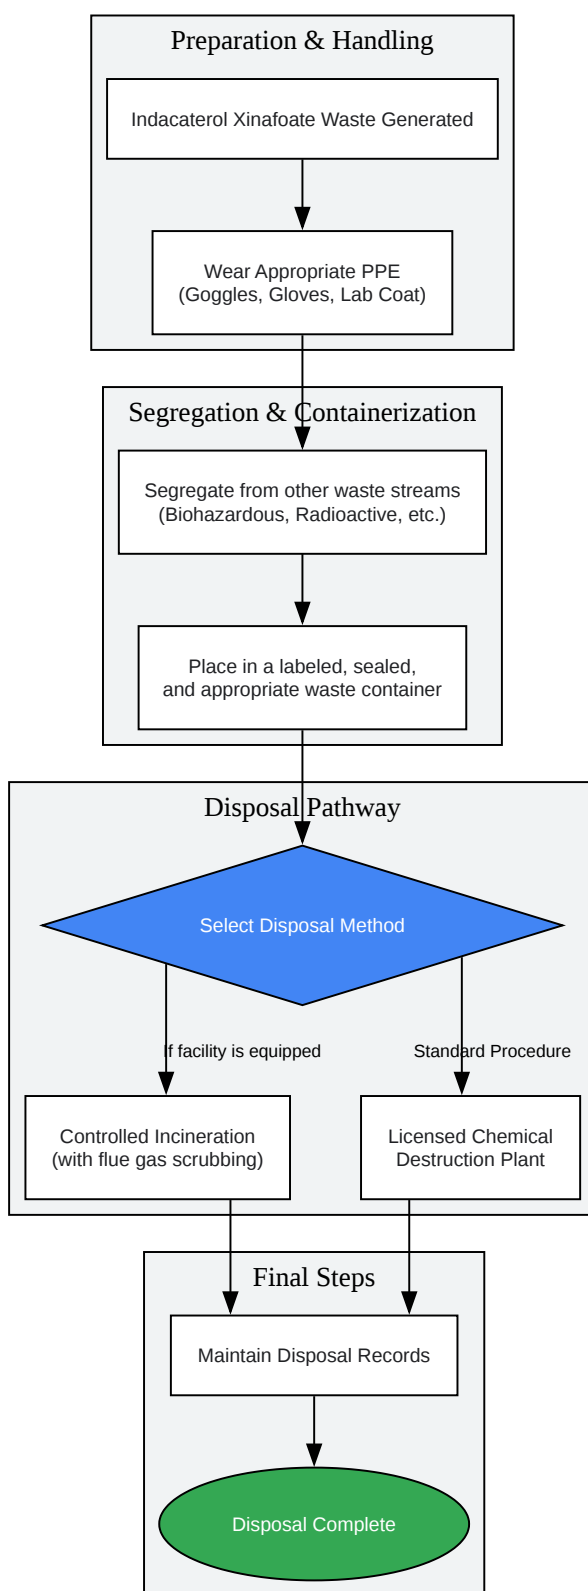 Preparation & Handling
Indacaterol Xinafoate Waste Generated
Wear Appropriate PPE
(Goggles, Gloves, Lab Coat)
Segregation & Containerization
Segregate from other waste streams
(Biohazardous, Radioactive, etc.)
Place in a labeled, sealed,
and appropriate waste container
Disposal Pathway
Select Disposal Method
If facility is equipped
Standard Procedure
Controlled Incineration
(with flue gas scrubbing)
Licensed Chemical
Destruction Plant
Final Steps
Maintain Disposal Records
Disposal Complete